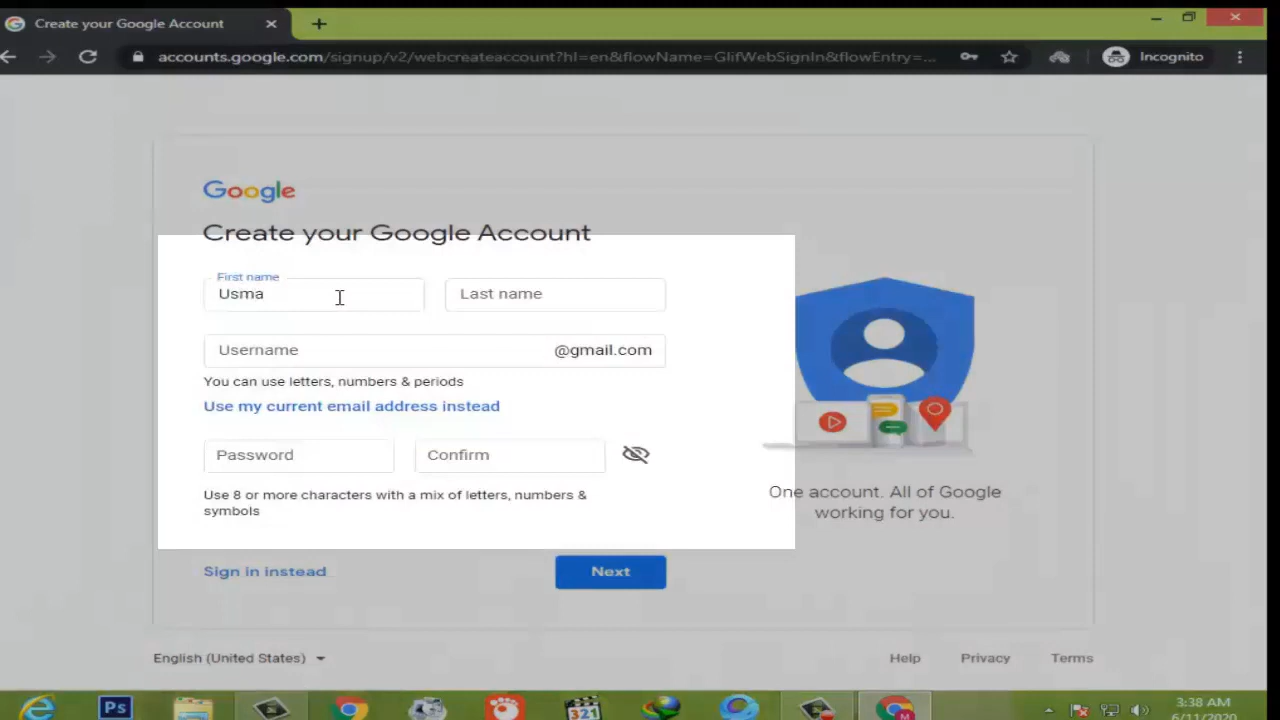 Create your Google Account
accounts.google.com/signup/v2/webcreateaccount?hl=en&flowName=GlifWebSignIn&flowEntry=...
Incognito
Google
Create your Google Account
First name
Usma
Last name
Username
@gmail.com
You can use letters, numbers & periods
Use my current email address instead
Password
Confirm
Use 8 or more characters with a mix of letters, numbers &
symbols
One account. All of Google
working for you.
Sign in instead
Next
English (United States)
Help
Privacy
Terms
Ps
321
3:38 AM
6/11/2020